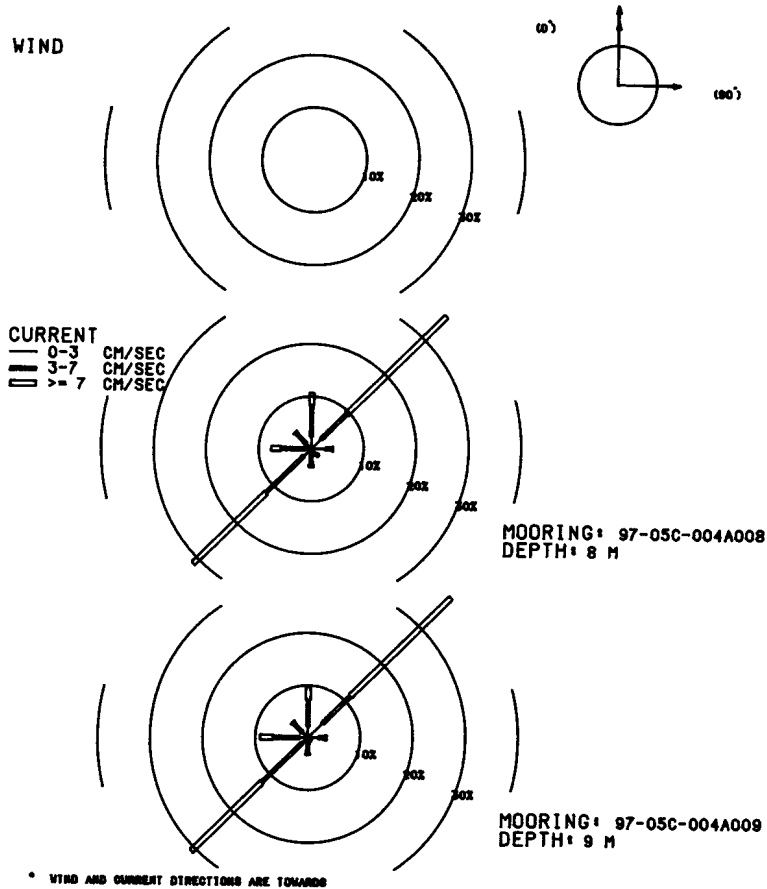 WIND
(0°)
(90°)
10%
20%
30%
CURRENT
0-3 CM/SEC
3-7 CM/SEC
>= 7 CM/SEC
10%
20%
30%
MOORING: 97-05C-004A008
DEPTH: 8 M
10%
20%
30%
MOORING: 97-05C-004A009
DEPTH: 9 M
* WIND AND CURRENT DIRECTIONS ARE TOWARDS